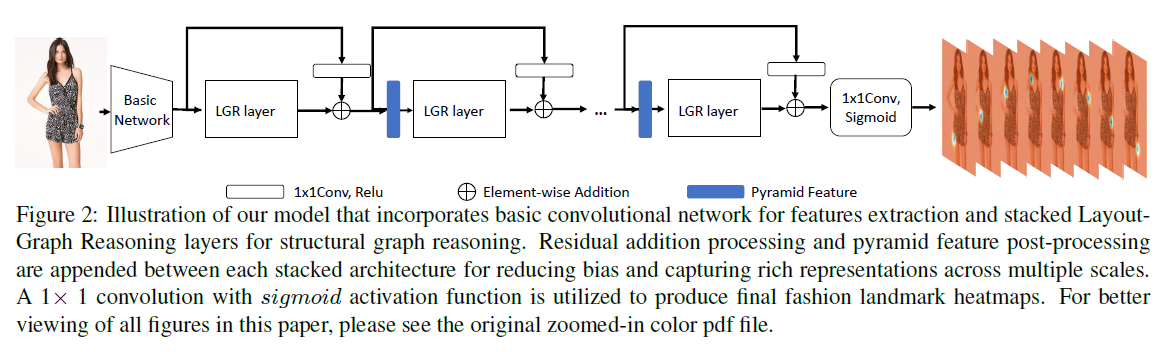 Basic
Network
LGR layer
LGR layer
...
LGR layer
1x1Conv,
Sigmoid
1x1Conv, Relu
Element-wise Addition
Pyramid Feature
Figure 2: Illustration of our model that incorporates basic convolutional network for features extraction and stacked Layout-
Graph Reasoning layers for structural graph reasoning. Residual addition processing and pyramid feature post-processing
are appended between each stacked architecture for reducing bias and capturing rich representations across multiple scales.
A 1× 1 convolution with sigmoid activation function is utilized to produce final fashion landmark heatmaps. For better
viewing of all figures in this paper, please see the original zoomed-in color pdf file.